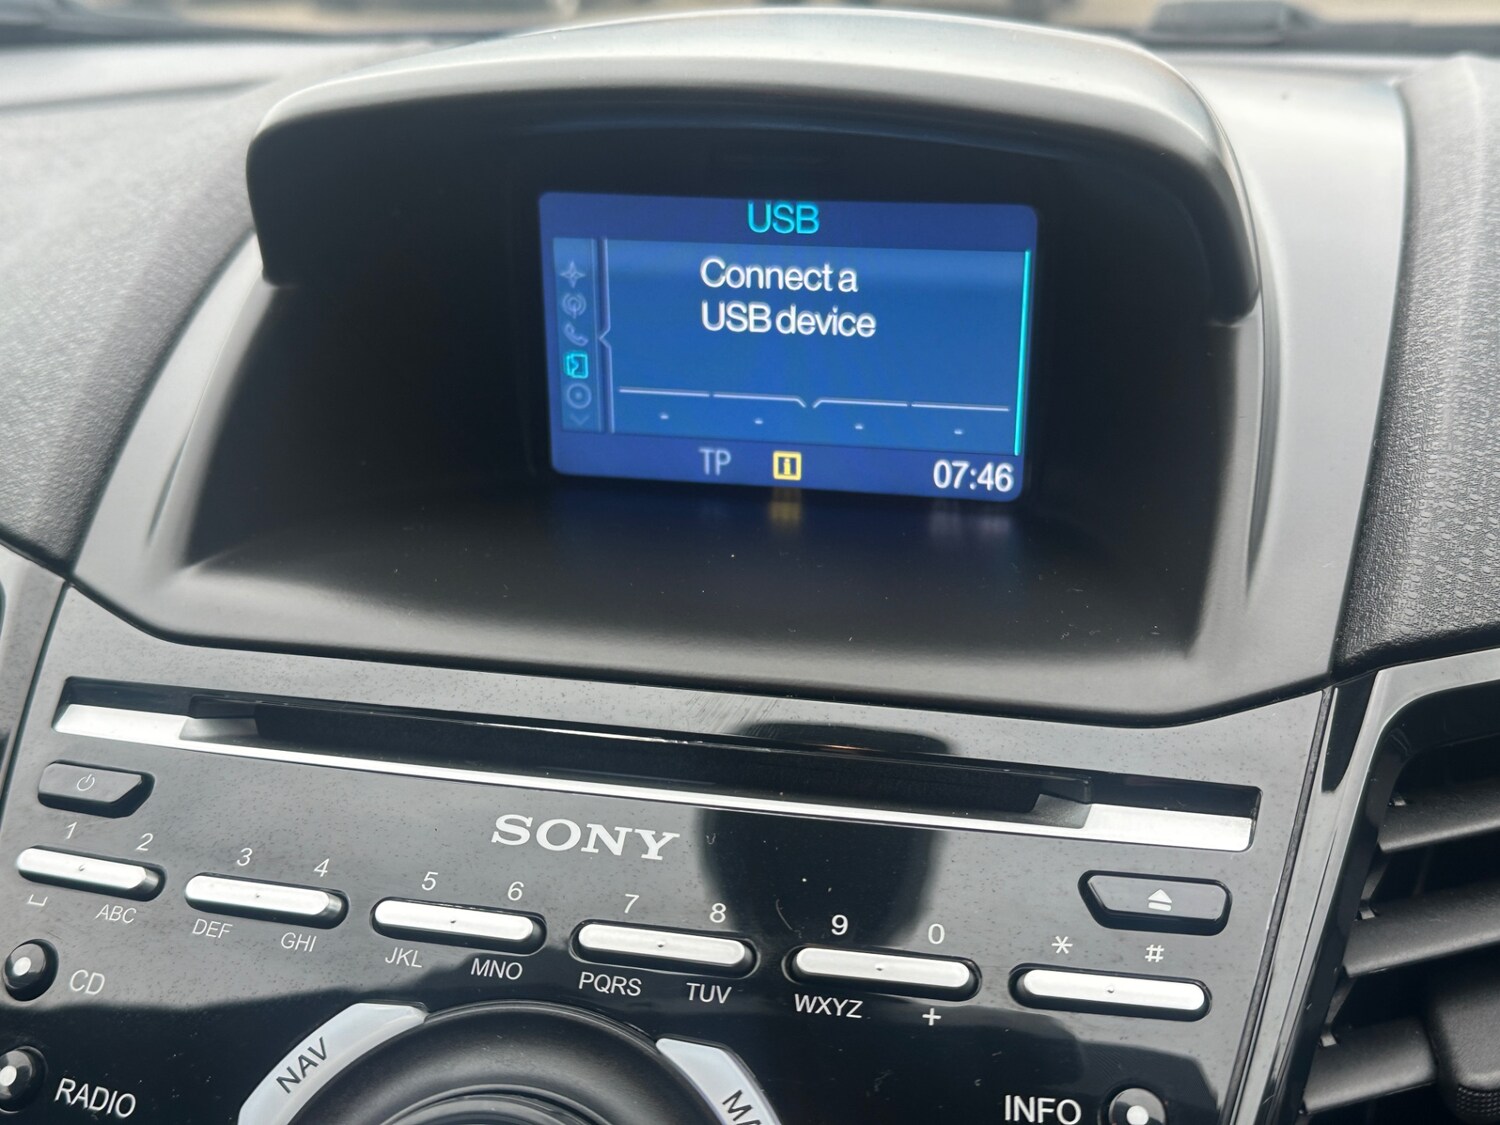 USB
Connect a
USB device
TP
07:46
SONY
1 2 3 4 5 6 7 8 9 0 * #
ABC DEF GHI JKL MNO PQRS TUV WXYZ +
CD
NAV
RADIO
INFO